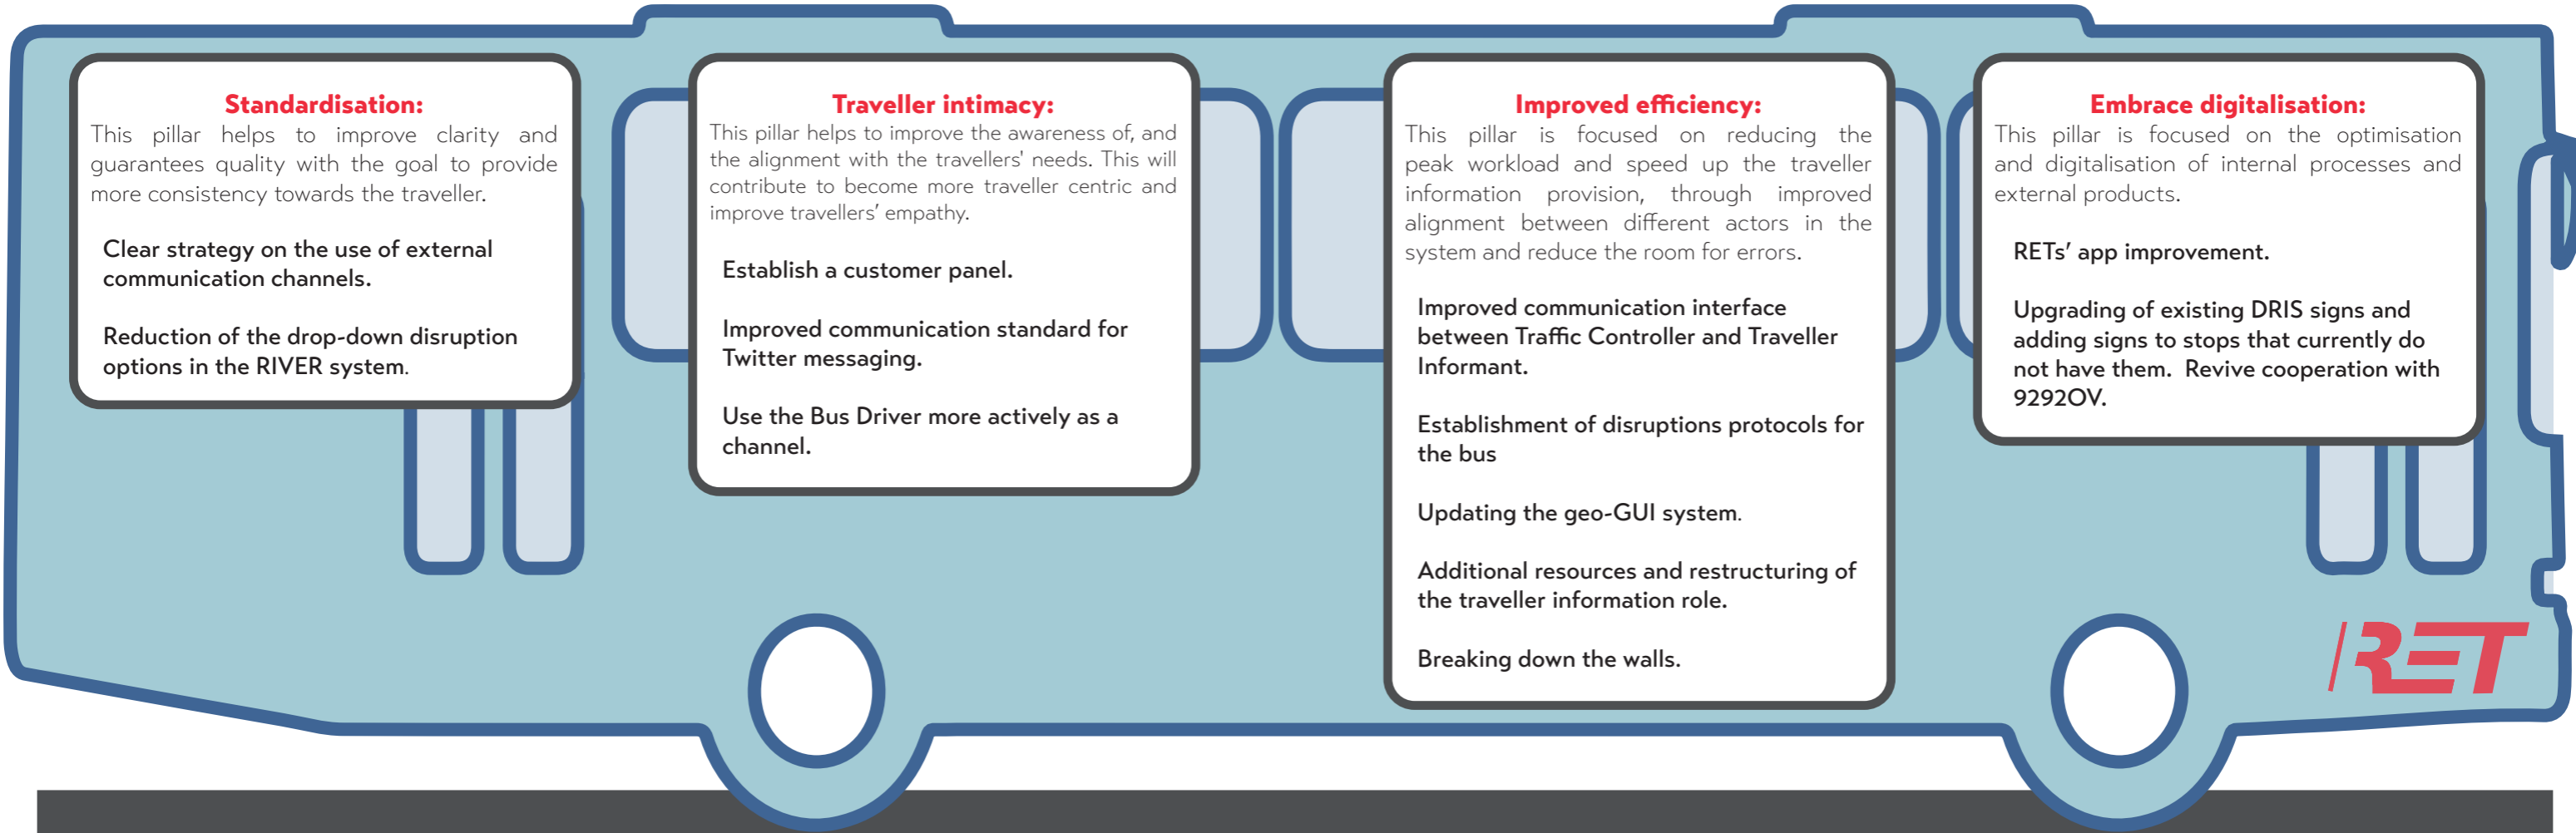 Standardisation:
This pillar helps to improve clarity and
guarantees quality with the goal to provide
more consistency towards the traveller.
Clear strategy on the use of external
communication channels.
Reduction of the drop-down disruption
options in the RIVER system.
Traveller intimacy:
This pillar helps to improve the awareness of, and
the alignment with the travellers' needs. This will
contribute to become more traveller centric and
improve travellers’ empathy.
Establish a customer panel.
Improved communication standard for
Twitter messaging.
Use the Bus Driver more actively as a
channel.
Improved efficiency:
This pillar is focused on reducing the
peak workload and speed up the traveller
information provision, through improved
alignment between different actors in the
system and reduce the room for errors.
Improved communication interface
between Traffic Controller and Traveller
Informant.
Establishment of disruptions protocols for
the bus
Updating the geo-GUI system.
Additional resources and restructuring of
the traveller information role.
Breaking down the walls.
Embrace digitalisation:
This pillar is focused on the optimisation
and digitalisation of internal processes and
external products.
RETs’ app improvement.
Upgrading of existing DRIS signs and
adding signs to stops that currently do
not have them.  Revive cooperation with
9292OV.
RET